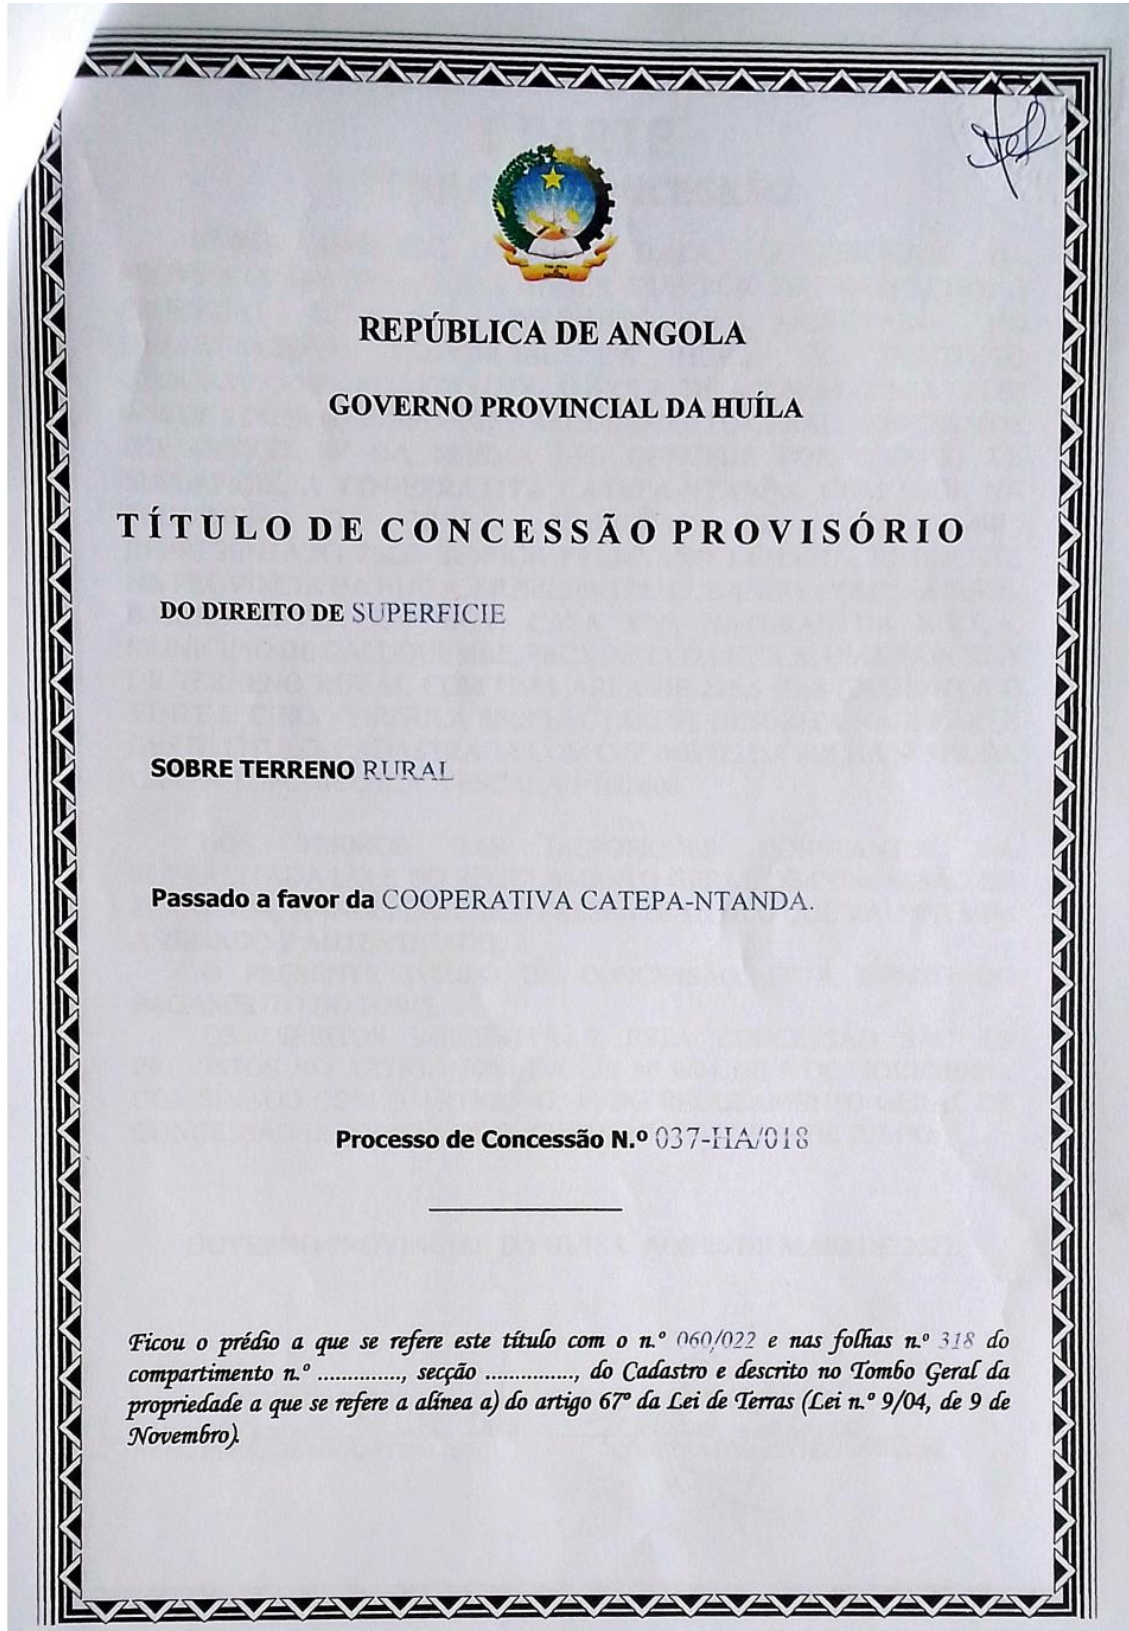 REPÚBLICA DE ANGOLA
GOVERNO PROVINCIAL DA HUÍLA
TÍTULO DE CONCESSÃO PROVISÓRIO
DO DIREITO DE SUPERFICIE
SOBRE TERRENO RURAL
Passado a favor da COOPERATIVA CATEPA-NTANDA.
Processo de Concessão N.º 037-HA/018
Ficou o prédio a que se refere este título com o n.º 060/022 e nas folhas n.º 318 do
compartimento n.º .............., secção ..............., do Cadastro e descrito no Tombo Geral da
propriedade a que se refere a alínea a) do artigo 67º da Lei de Terras (Lei n.º 9/04, de 9 de
Novembro).